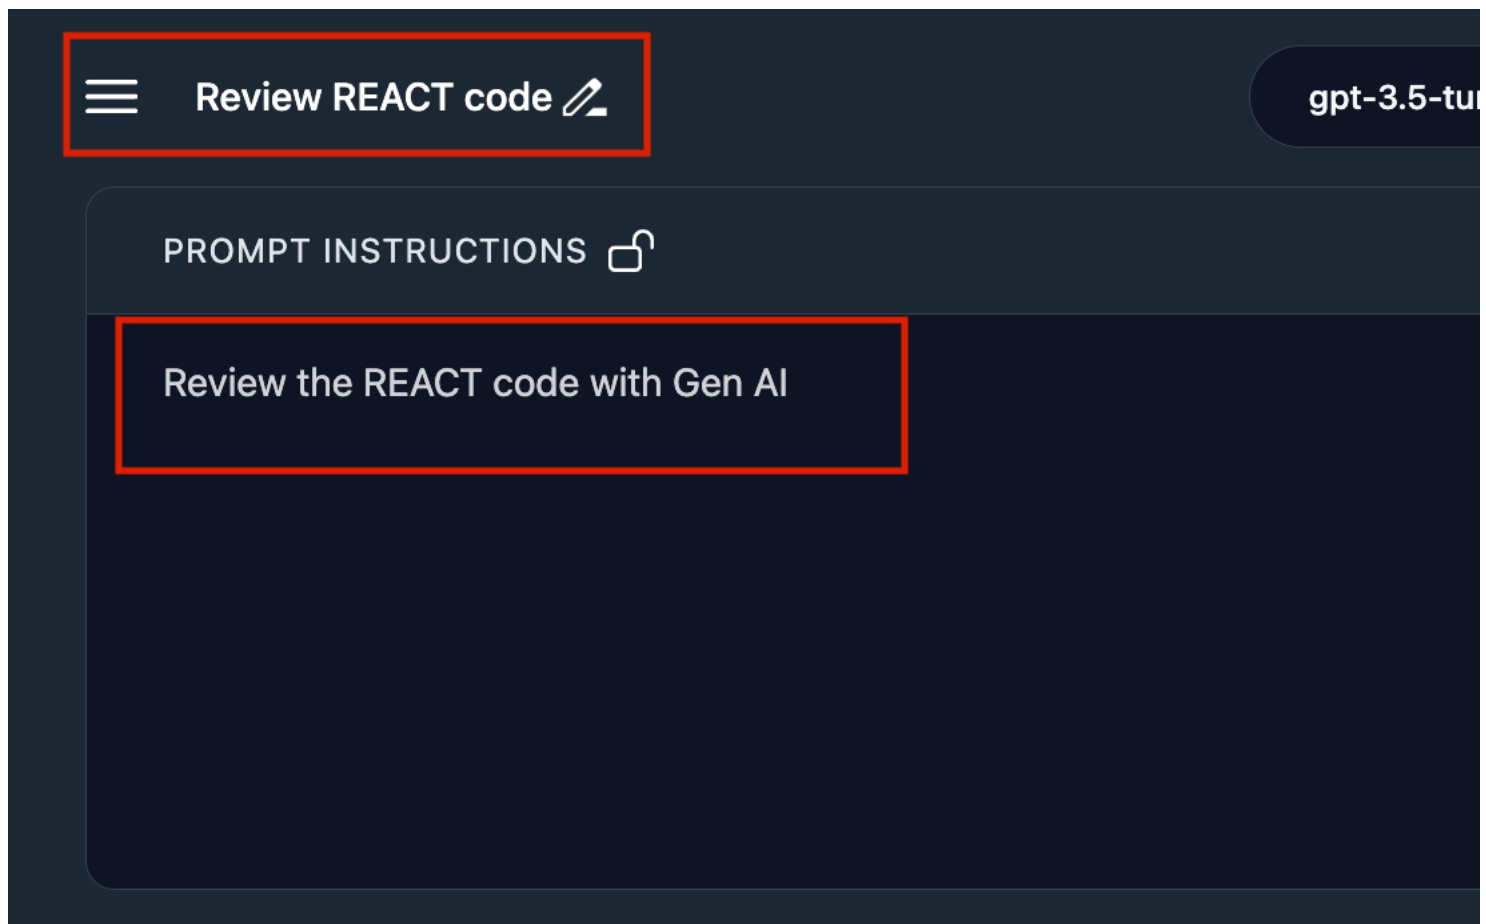 Review REACT code
gpt-3.5-tu
PROMPT INSTRUCTIONS
Review the REACT code with Gen AI